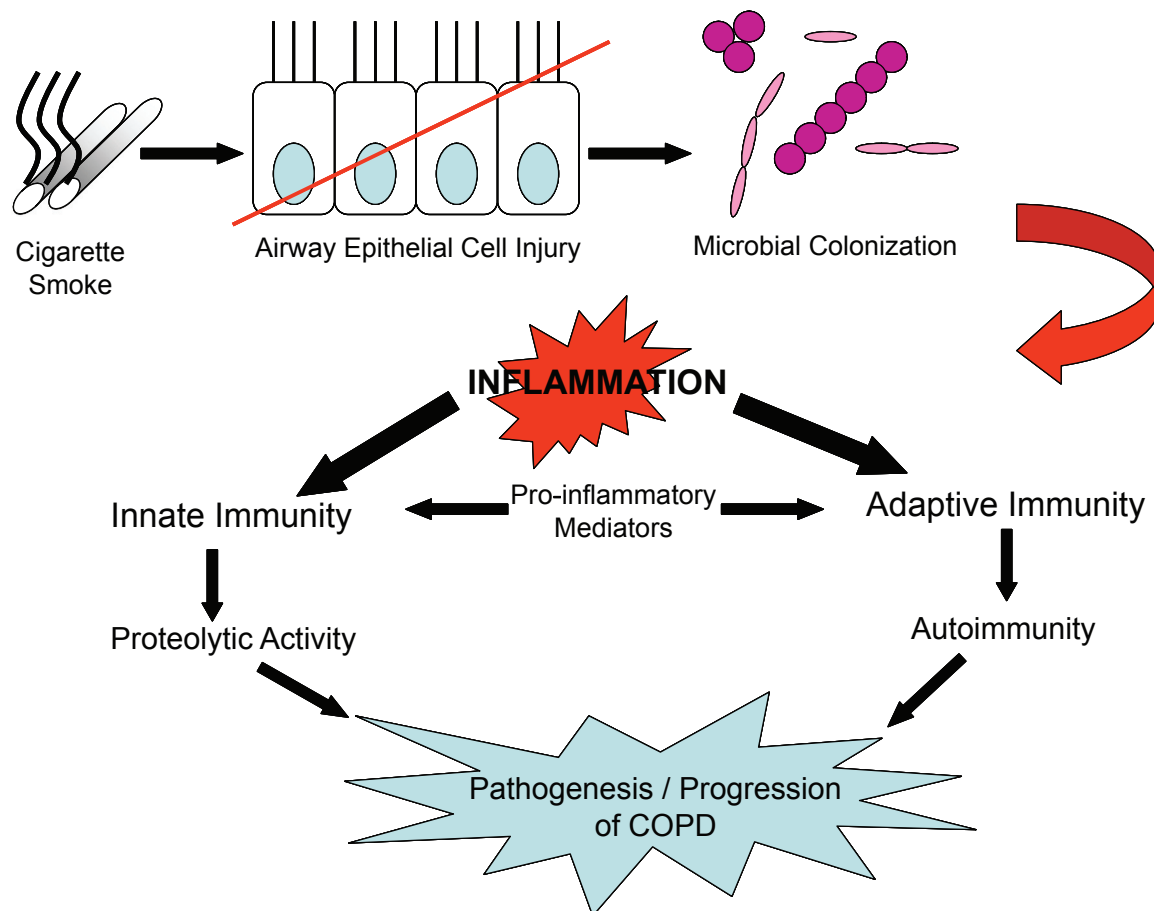 Cigarette
Smoke
Airway Epithelial Cell Injury
Microbial Colonization
INFLAMMATION
Innate Immunity
Pro-inflammatory
Mediators
Adaptive Immunity
Proteolytic Activity
Autoimmunity
Pathogenesis / Progression
of COPD